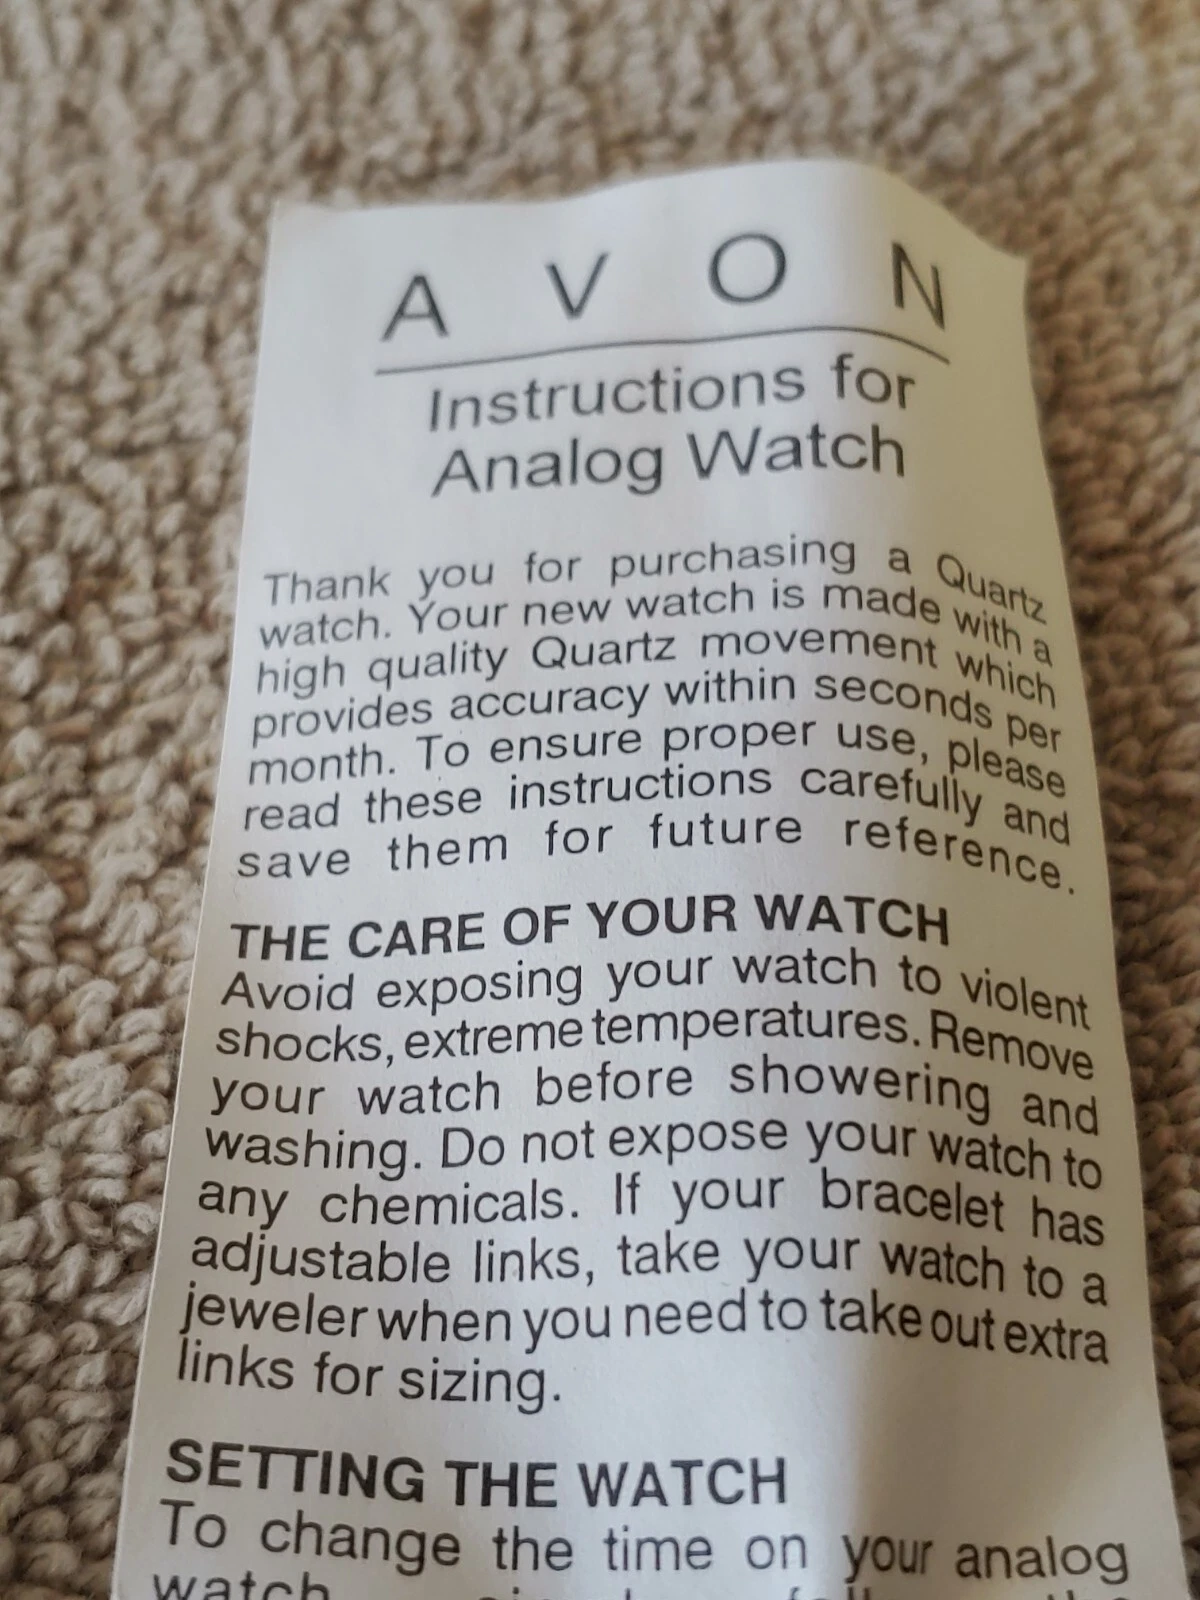 A V O N
Instructions for
Analog Watch
Thank you for purchasing a Quartz
watch. Your new watch is made with a
high quality Quartz movement which
provides accuracy within seconds per
month. To ensure proper use, please
read these instructions carefully and
save them for future reference.
THE CARE OF YOUR WATCH
Avoid exposing your watch to violent
shocks, extreme temperatures. Remove
your watch before showering and
washing. Do not expose your watch to
any chemicals. If your bracelet has
adjustable links, take your watch to a
jeweler when you need to take out extra
links for sizing.
SETTING THE WATCH
To change the time on your analog
watch